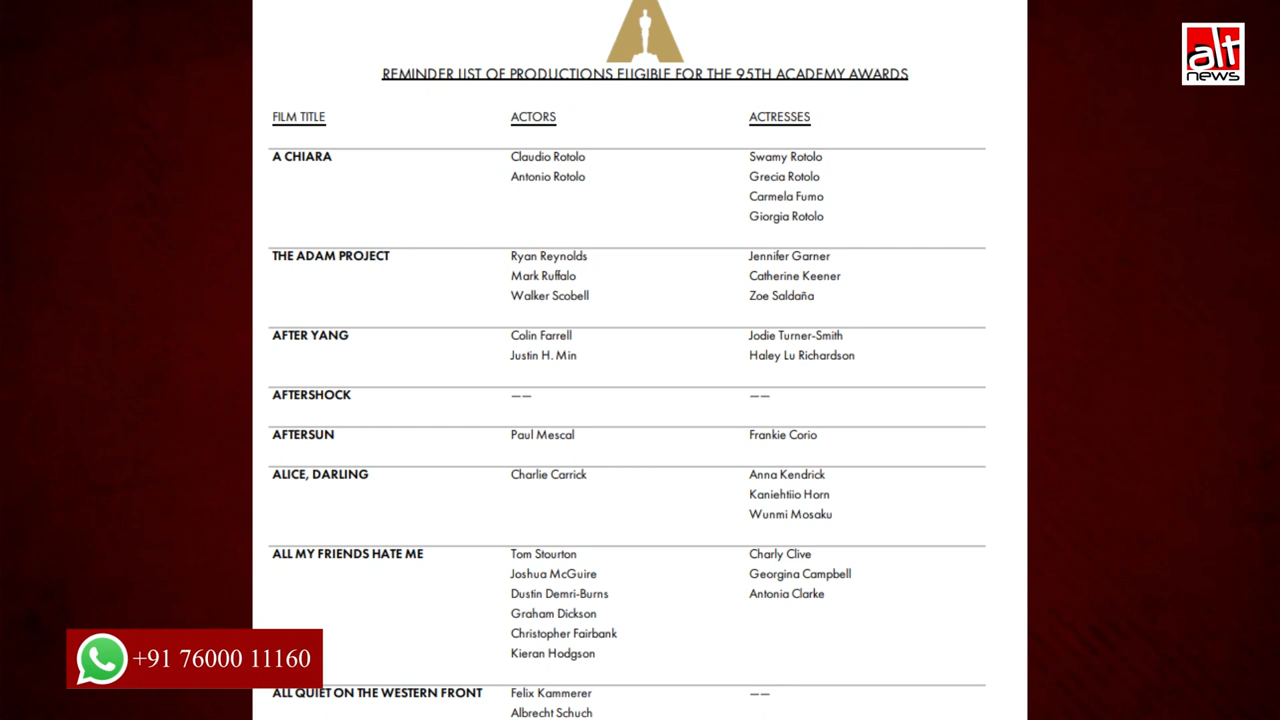 alt
news
REMINDER LIST OF PRODUCTIONS ELIGIBLE FOR THE 95TH ACADEMY AWARDS
FILM TITLE ACTORS ACTRESSES
A CHIARA Claudio Rotolo Swamy Rotolo
Antonio Rotolo Grecia Rotolo
Carmela Fumo
Giorgia Rotolo
THE ADAM PROJECT Ryan Reynolds Jennifer Garner
Mark Ruffalo Catherine Keener
Walker Scobell Zoe Saldaña
AFTER YANG Colin Farrell Jodie Turner-Smith
Justin H. Min Haley Lu Richardson
AFTERSHOCK —— ——
AFTERSUN Paul Mescal Frankie Corio
ALICE, DARLING Charlie Carrick Anna Kendrick
Kaniehtiio Horn
Wunmi Mosaku
ALL MY FRIENDS HATE ME Tom Stourton Charly Clive
Joshua McGuire Georgina Campbell
Dustin Demri-Burns Antonia Clarke
Graham Dickson
Christopher Fairbank
Kieran Hodgson
+91 76000 11160
ALL QUIET ON THE WESTERN FRONT Felix Kammerer ——
Albrecht Schuch